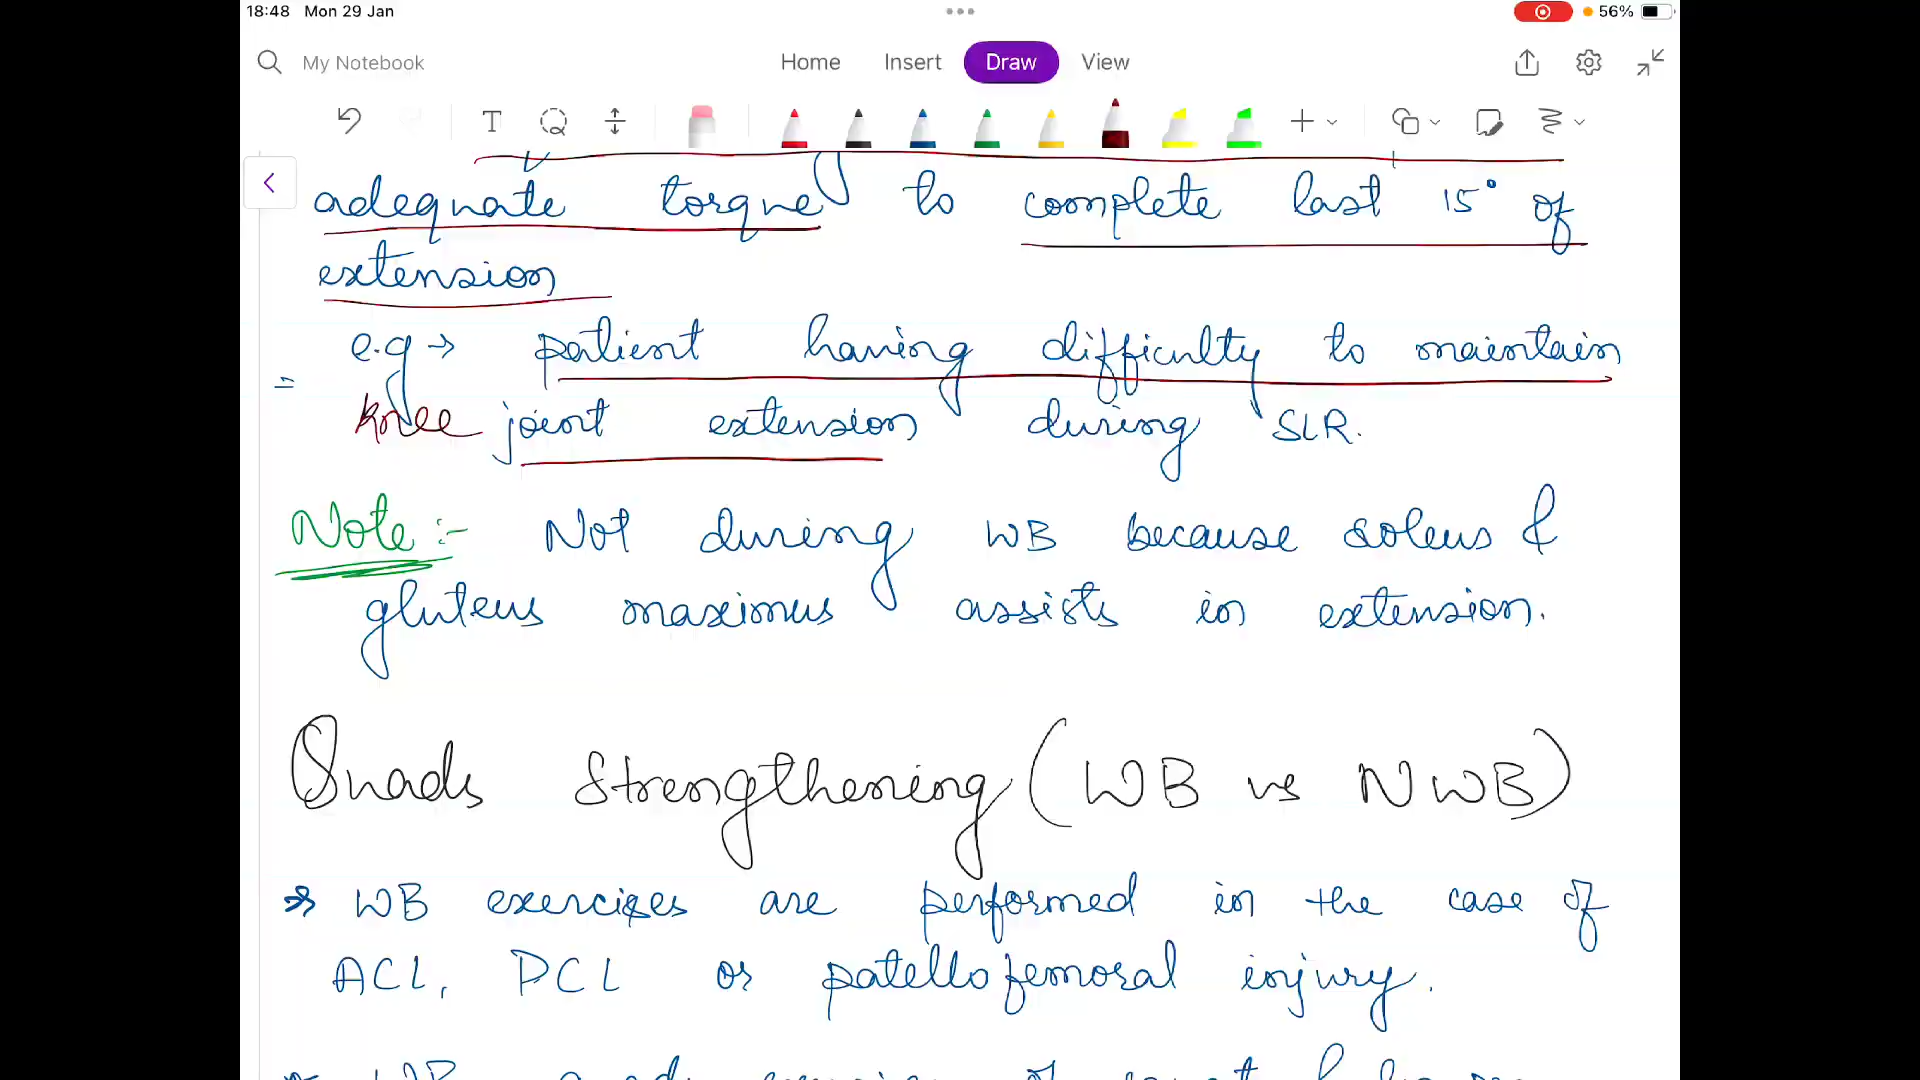 18:48 Mon 29 Jan
56%
My Notebook
Home Insert Draw View
adequate torque to complete last 15° of
extension
e.g → patient having difficulty to maintain
= knee joint extension during SLR.
Note:- Not during WB because soleus &
gluteus maximus assists in extension.
Quads Strengthening (WB vs NWB)
→ WB exercises are performed in the case of
ACL, PCL or patellofemoral injury.